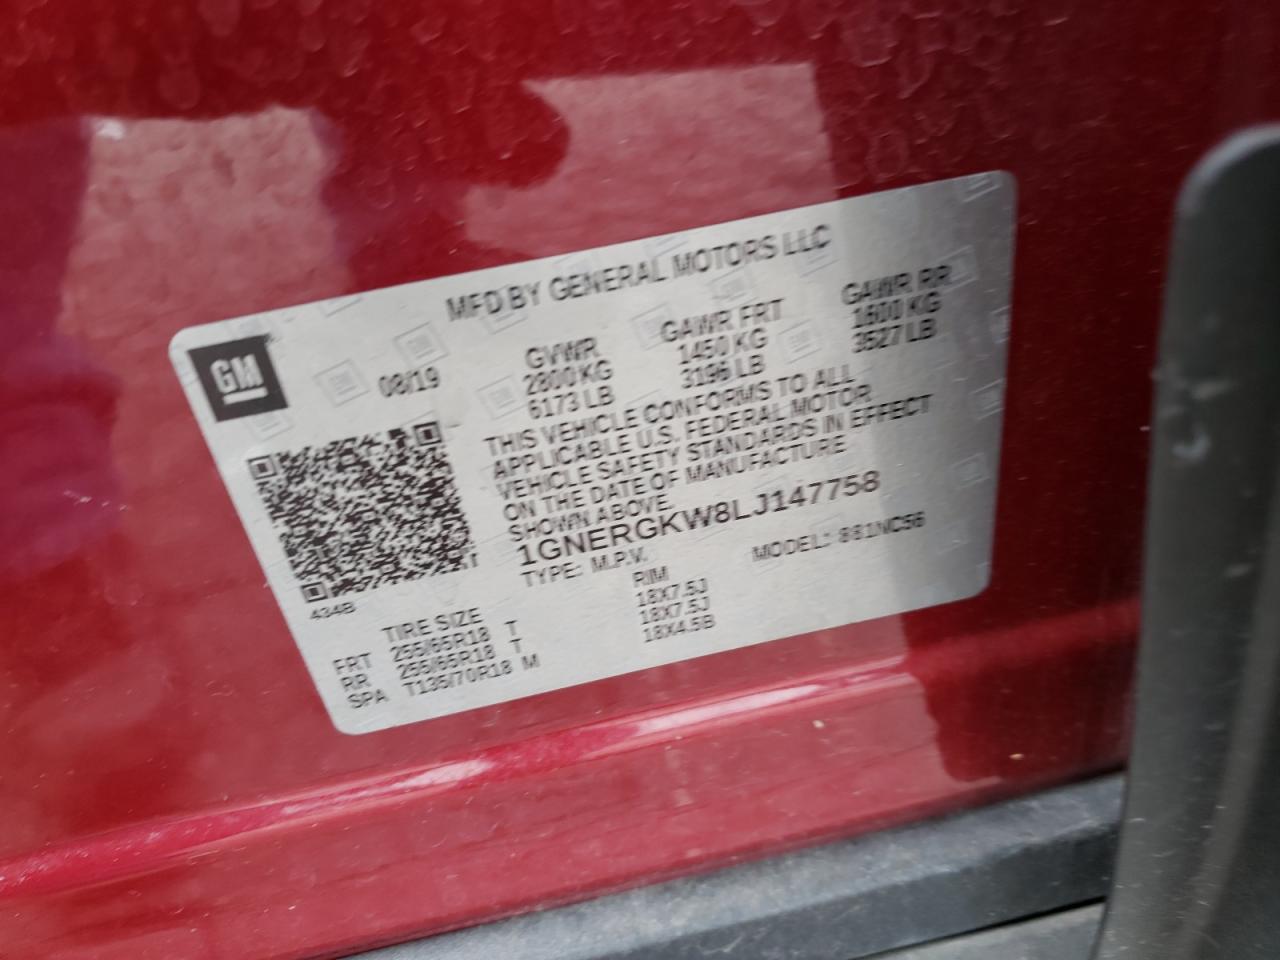 MFD BY GENERAL MOTORS LLC
GM
08/19
GVWR GAWR FRT GAWR RR
2800 KG 1450 KG 1600 KG
6173 LB 3196 LB 3527 LB
THIS VEHICLE CONFORMS TO ALL
APPLICABLE U.S. FEDERAL MOTOR
VEHICLE SAFETY STANDARDS IN EFFECT
ON THE DATE OF MANUFACTURE
SHOWN ABOVE.
1GNERGKW8LJ147758
TYPE: M.P.V. MODEL: 881NC56
434B
TIRE SIZE RIM
FRT 255/65R18 T 18X7.5J
RR 255/65R18 T 18X7.5J
SPA T135/70R18 M 18X4.5B